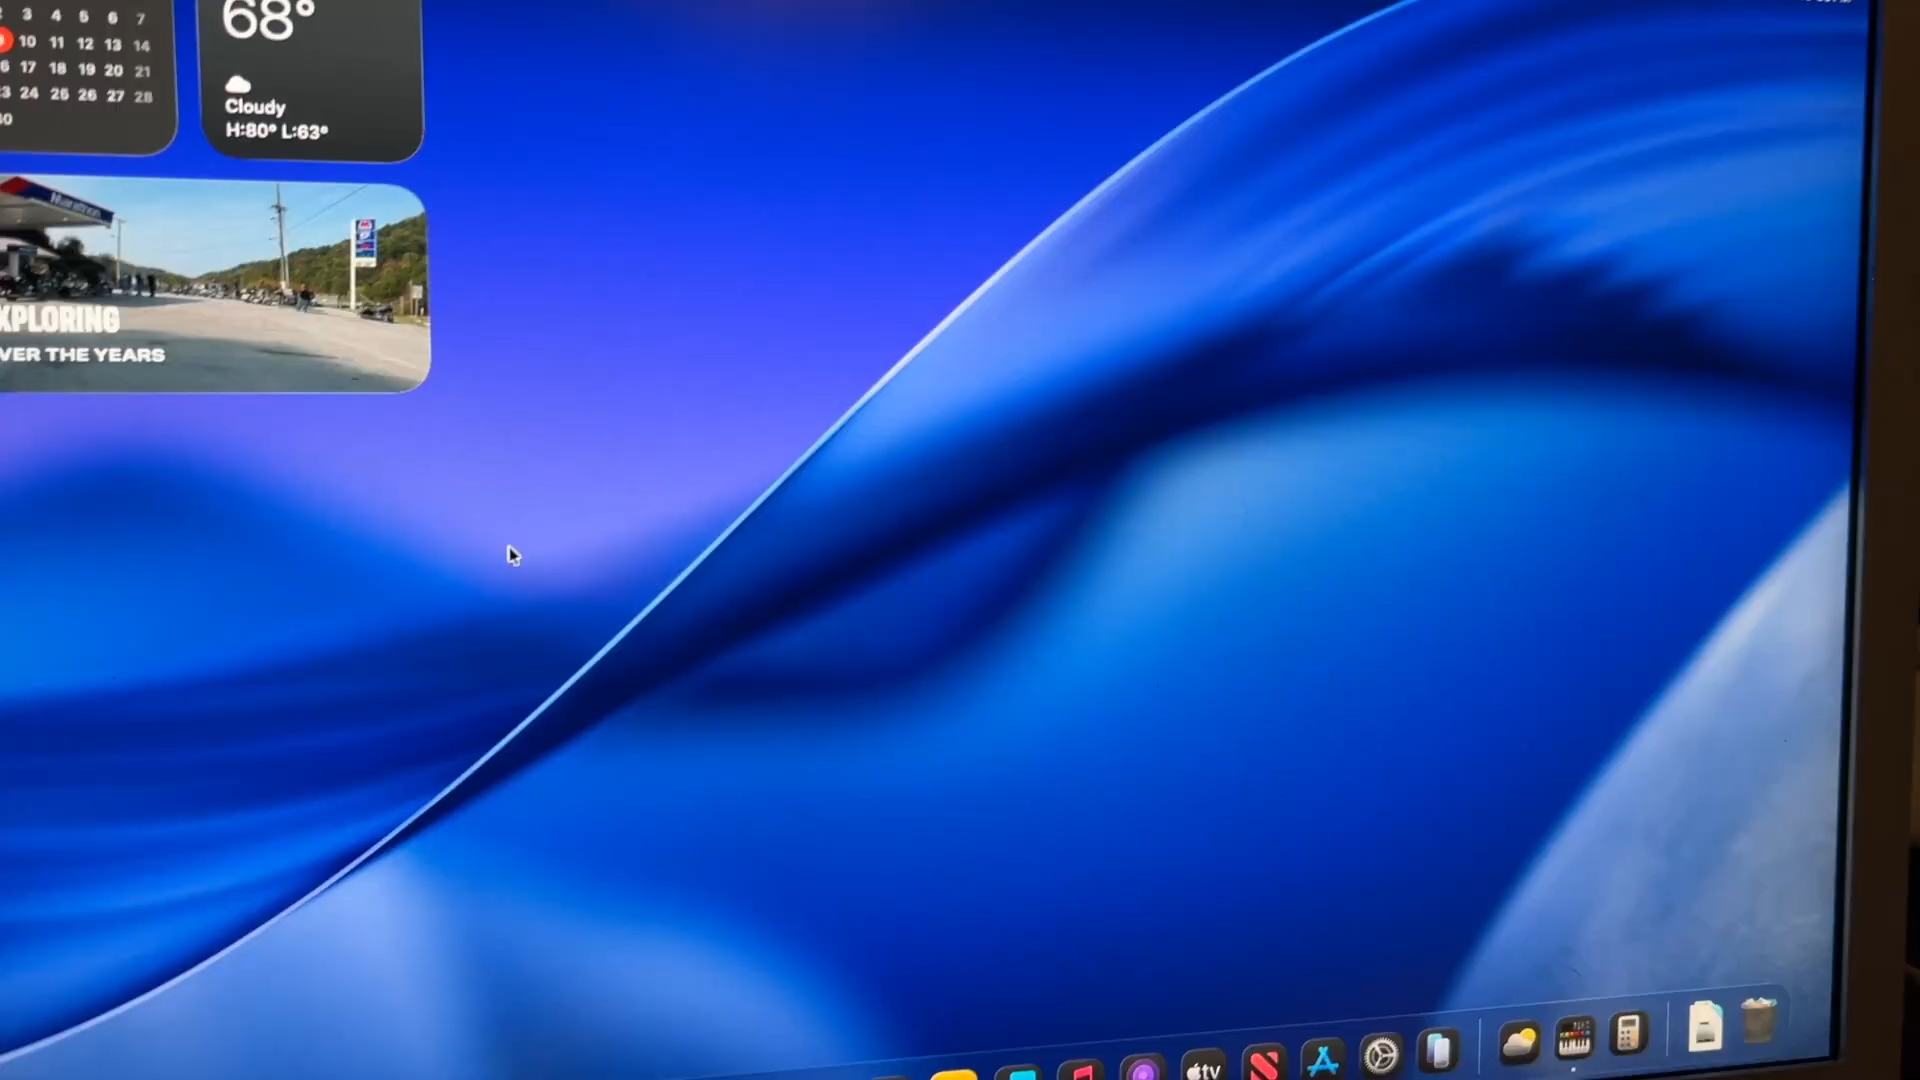 3 4 5 6 7
10 11 12 13 14
17 18 19 20 21
24 25 26 27 28
68°
Cloudy
H:80° L:63°
Marathon
XPLORING
VER THE YEARS
tv